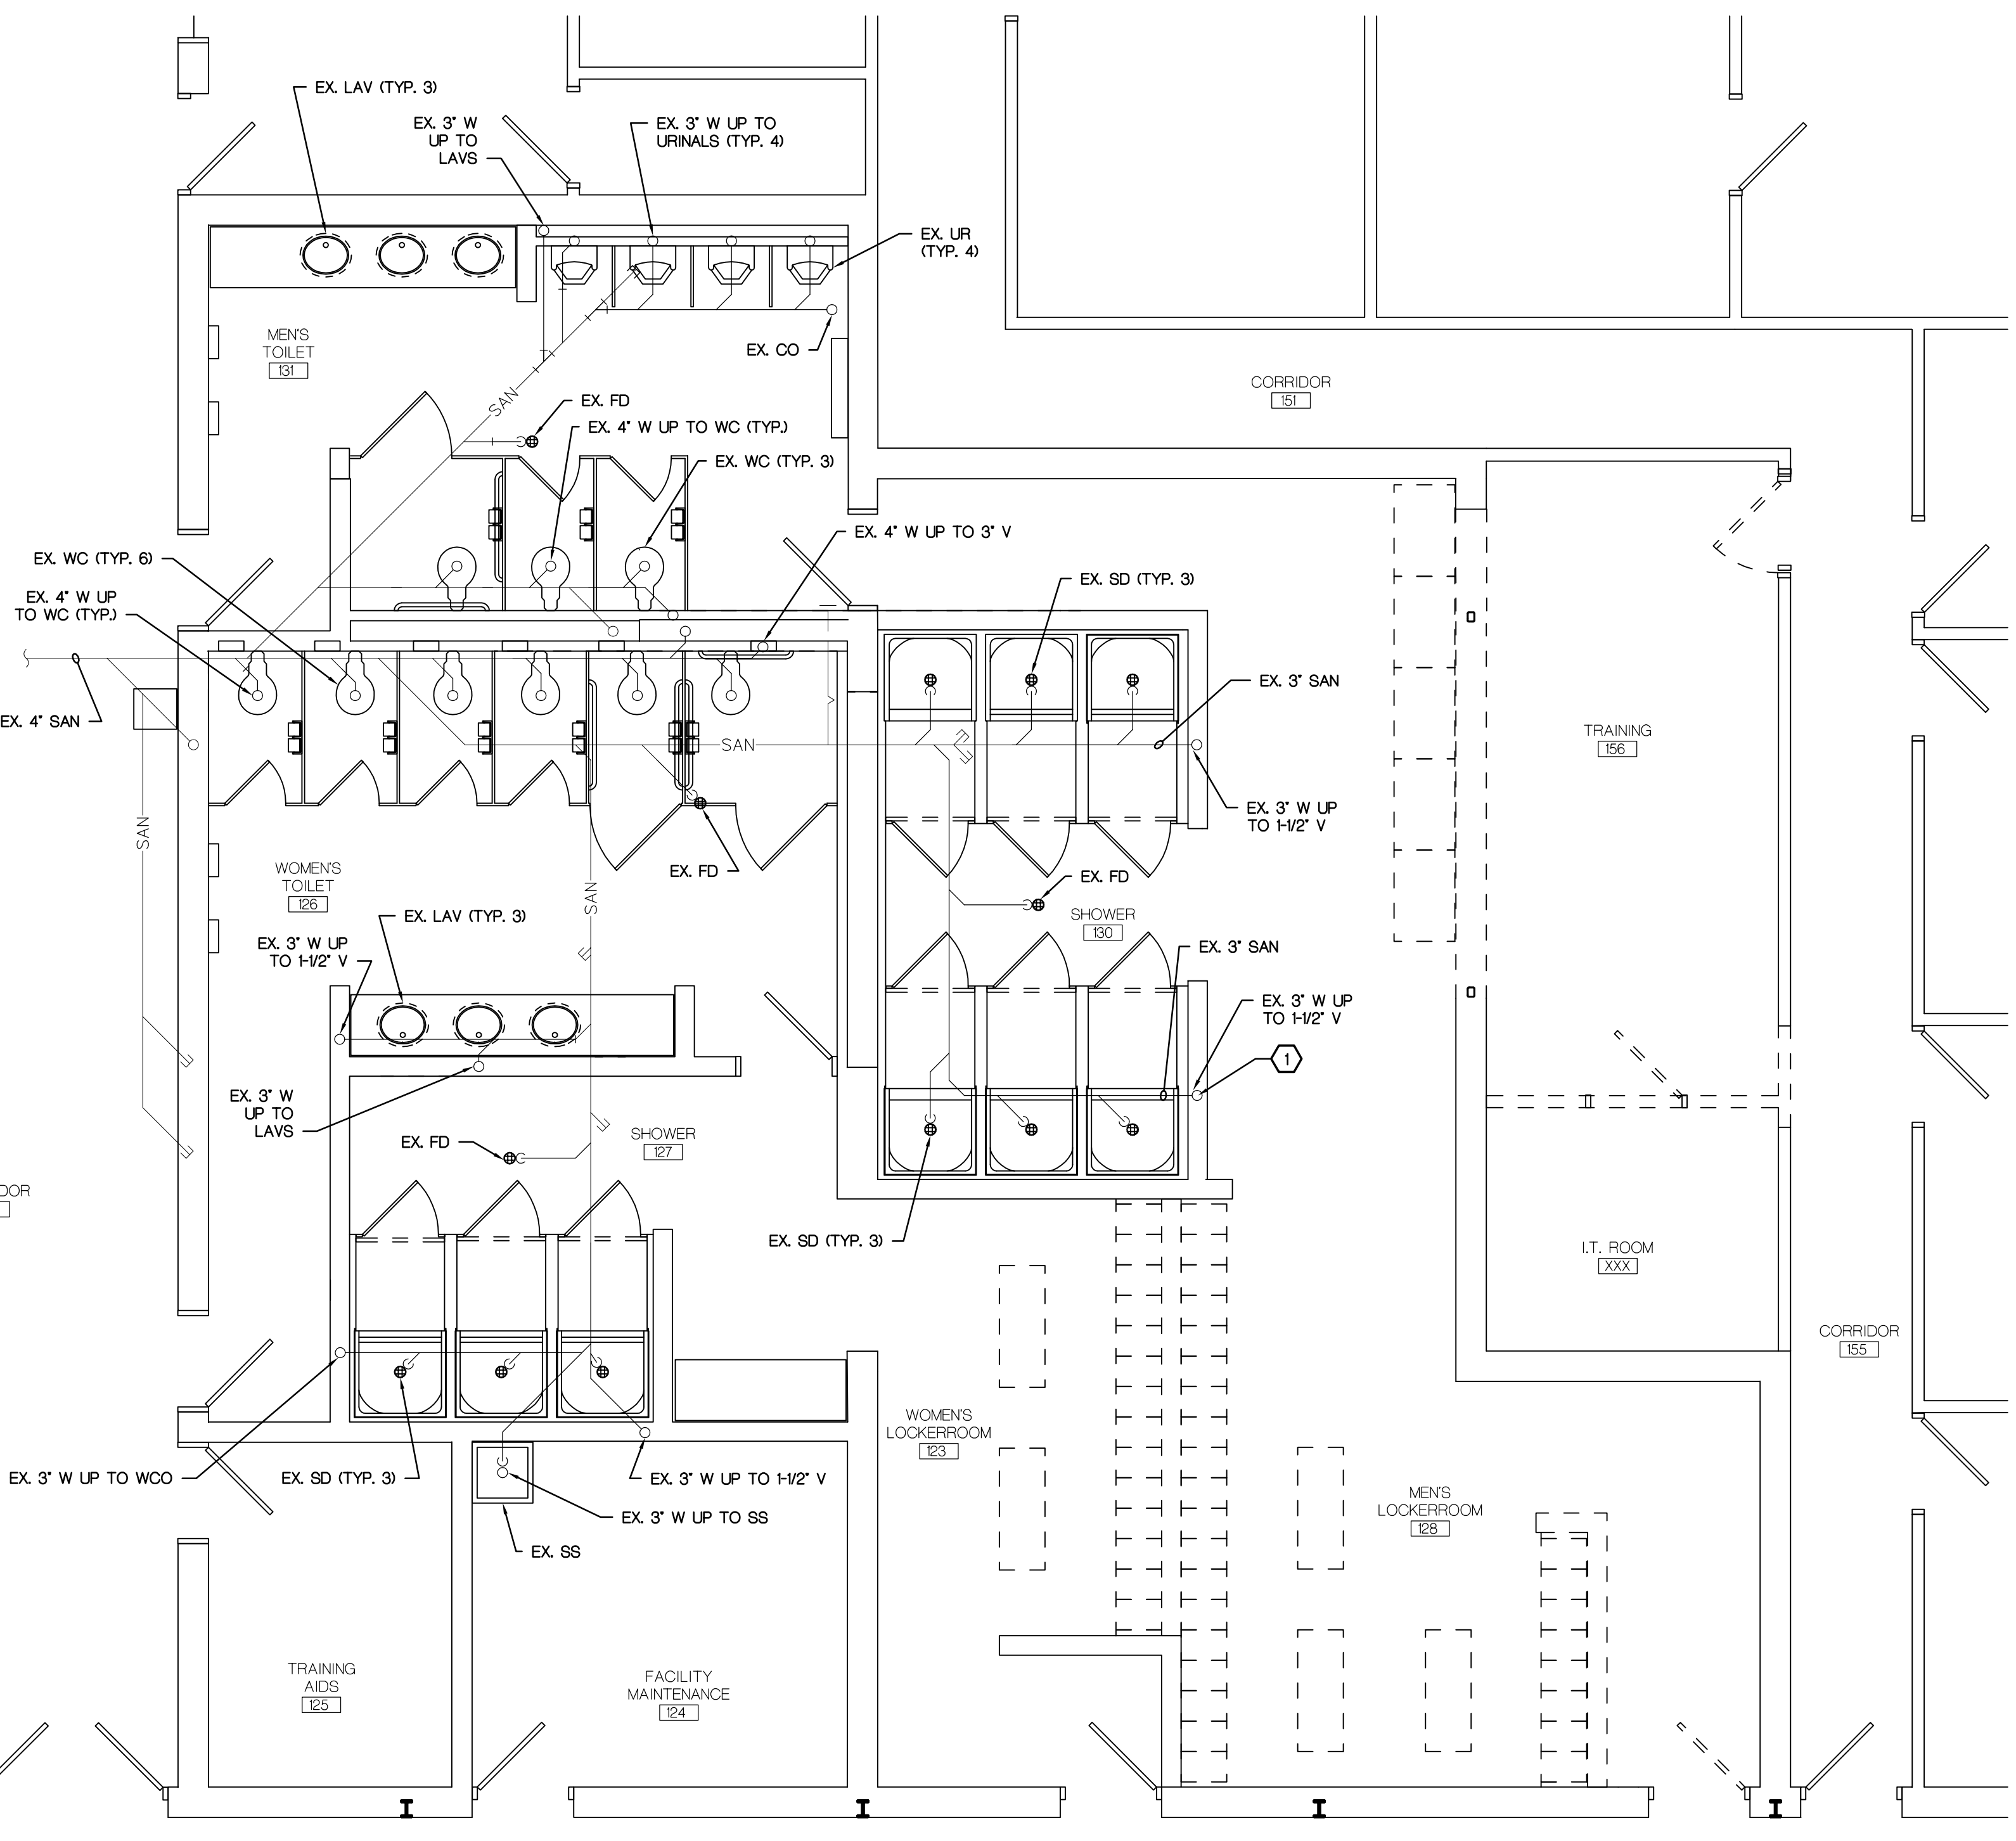 EX. LAV (TYP. 3)
EX. 3" W
UP TO
LAVS
EX. 3" W UP TO
URINALS (TYP. 4)
EX. UR
(TYP. 4)
MEN'S
TOILET
131
EX. CO
CORRIDOR
151
SAN
EX. FD
EX. 4" W UP TO WC (TYP.)
EX. WC (TYP. 3)
EX. 4" W UP TO 3" V
EX. WC (TYP. 6)
EX. 4" W UP
TO WC (TYP.)
EX. SD (TYP. 3)
EX. 3" SAN
EX. 4" SAN
SAN
TRAINING
156
EX. 3" W UP
TO 1-1/2" V
SAN
EX. FD
WOMEN'S
TOILET
126
SAN
EX. FD
SHOWER
130
EX. LAV (TYP. 3)
EX. 3" W UP
TO 1-1/2" V
EX. 3" SAN
EX. 3" W UP
TO 1-1/2" V
1
EX. 3" W
UP TO
LAVS
EX. FD
SHOWER
127
DOR
EX. SD (TYP. 3)
I.T. ROOM
XXX
CORRIDOR
155
WOMEN'S
LOCKERROOM
123
EX. 3" W UP TO WCO
EX. SD (TYP. 3)
EX. 3" W UP TO 1-1/2" V
EX. 3" W UP TO SS
EX. SS
MEN'S
LOCKERROOM
128
TRAINING
AIDS
125
FACILITY
MAINTENANCE
124